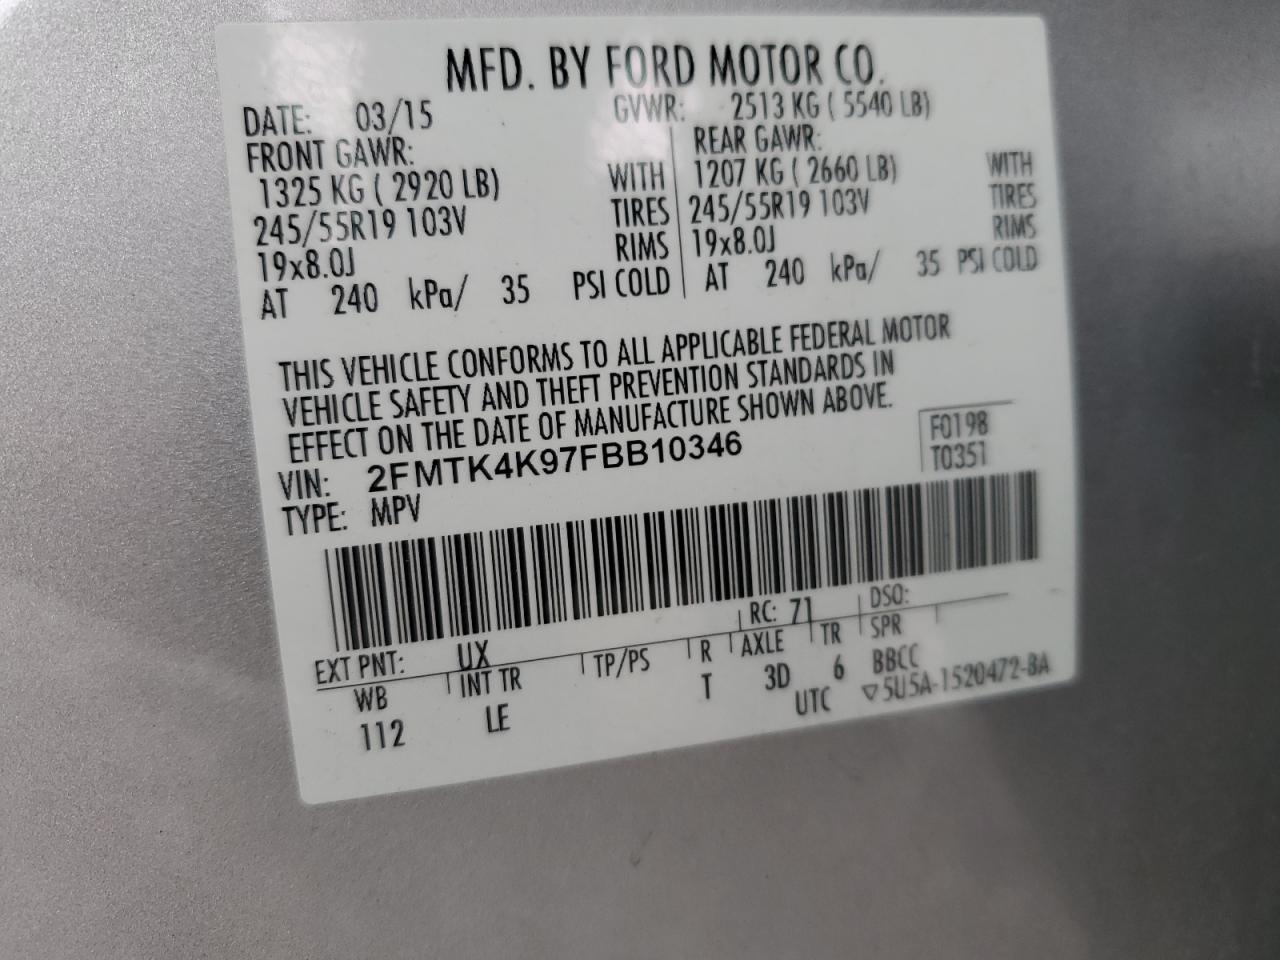 MFD. BY FORD MOTOR CO.
DATE: 03/15 GVWR: 2513 KG ( 5540 LB)
FRONT GAWR: REAR GAWR:
1325 KG ( 2920 LB) WITH 1207 KG ( 2660 LB) WITH
245/55R19 103V TIRES 245/55R19 103V TIRES
19x8.0J RIMS 19x8.0J RIMS
AT 240 kPa/ 35 PSI COLD AT 240 kPa/ 35 PSI COLD
THIS VEHICLE CONFORMS TO ALL APPLICABLE FEDERAL MOTOR
VEHICLE SAFETY AND THEFT PREVENTION STANDARDS IN
EFFECT ON THE DATE OF MANUFACTURE SHOWN ABOVE.
F0198
VIN: 2FMTK4K97FBB10346
T0351
TYPE: MPV
EXT PNT: UX RC: 71 DSO:
WB INT TR TP/PS R AXLE TR SPR
112 LE T 3D 6 BBCC
UTC ▽5U5A-1520472-BA